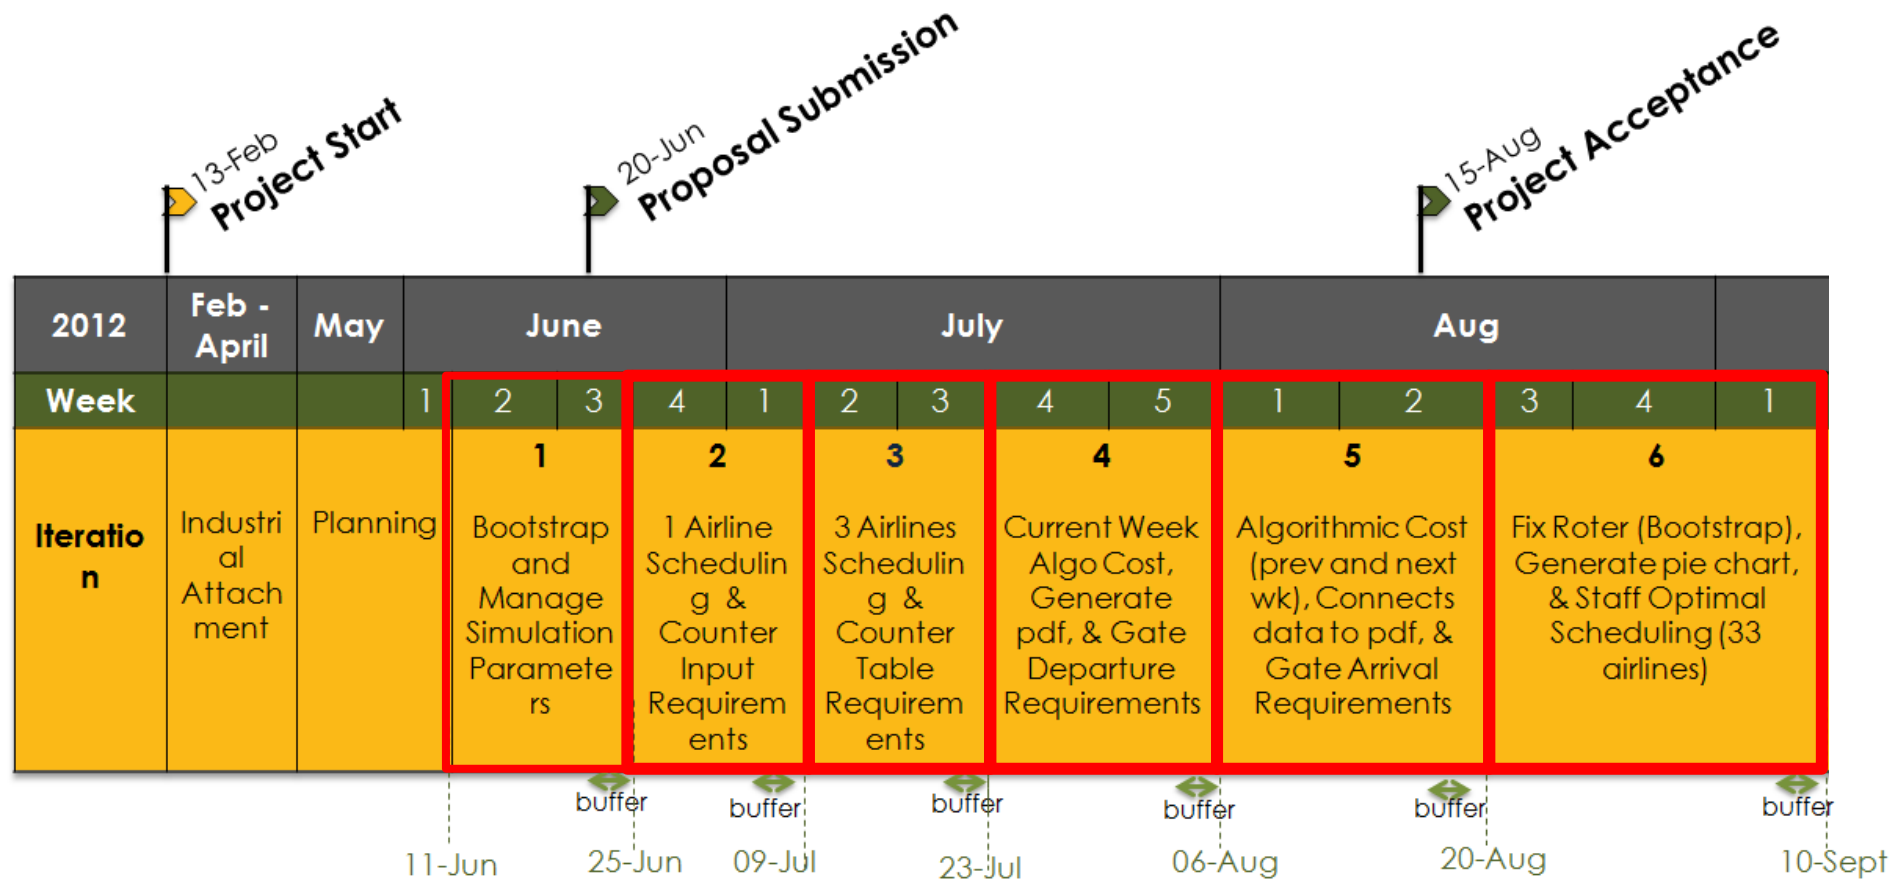 13-Feb
Project Start
20-Jun
Proposal Submission
15-Aug
Project Acceptance
2012
Feb -
April
May
June
July
Aug
Week
1
2
3
4
1
2
3
4
5
1
2
3
4
1
Iteratio
n
Industri
al
Attach
ment
Planning
1
Bootstrap
and
Manage
Simulation
Paramete
rs
2
1 Airline
Schedulin
g &
Counter
Input
Requirem
ents
3
3 Airlines
Schedulin
g &
Counter
Table
Requirem
ents
4
Current Week
Algo Cost,
Generate
pdf, & Gate
Departure
Requirements
5
Algorithmic Cost
(prev and next
wk), Connects
data to pdf, &
Gate Arrival
Requirements
6
Fix Roter (Bootstrap),
Generate pie chart,
& Staff Optimal
Scheduling (33
airlines)
buffer
buffer
buffer
buffer
buffer
buffer
11-Jun
25-Jun
09-Jul
23-Jul
06-Aug
20-Aug
10-Sept